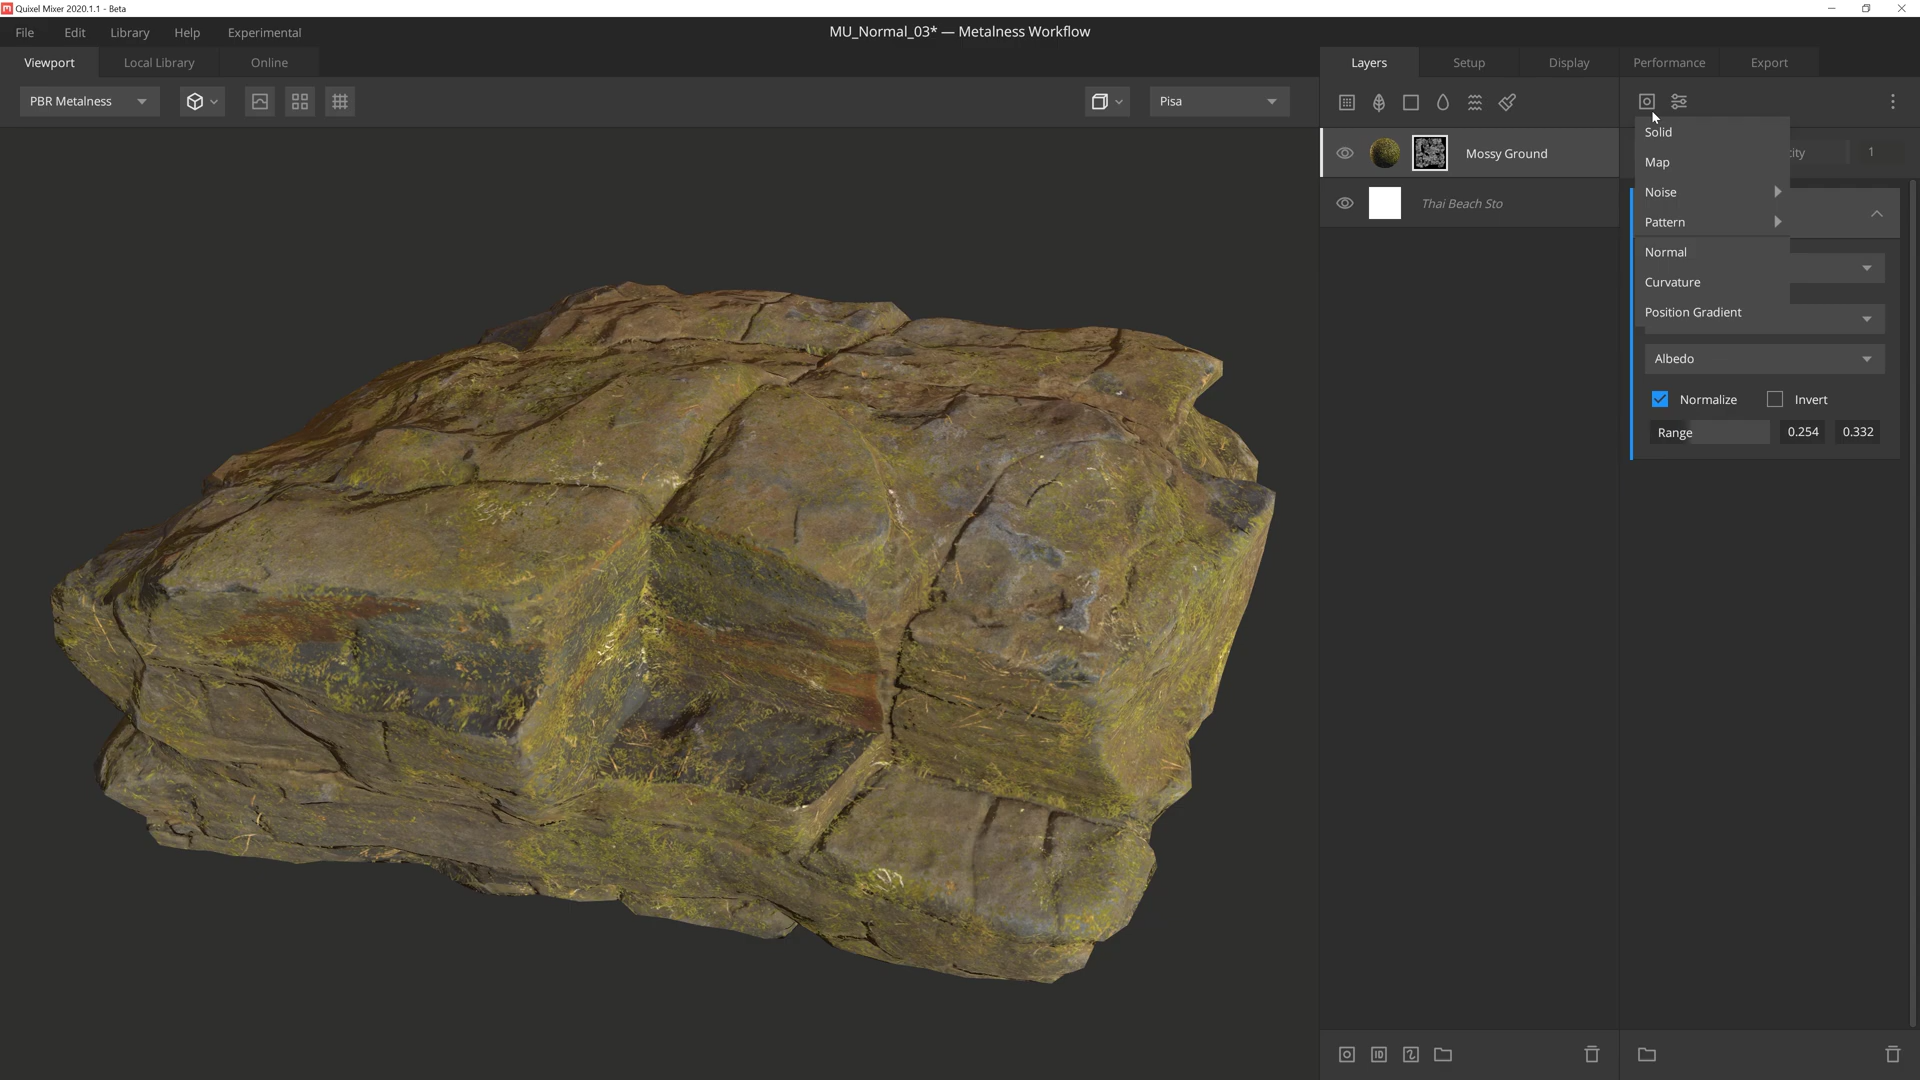 Quixel Mixer 2020.1.1 - Beta
File Edit Library Help Experimental
MU_Normal_03* — Metalness Workflow
Viewport Local Library Online
Layers Setup Display Performance Export
PBR Metalness
Pisa
Solid
Mossy Ground
city 1
Map
Noise
Thai Beach Sto
Pattern
Normal
Curvature
Position Gradient
Albedo
Normalize Invert
Range 0.254 0.332
ID